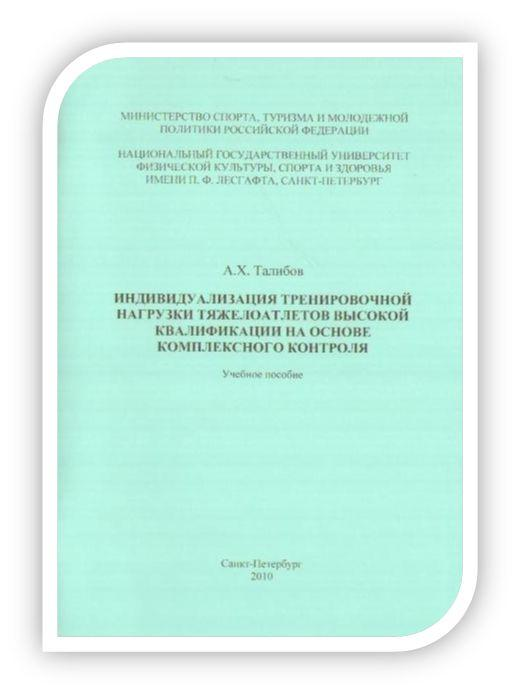 МИНИСТЕРСТВО СПОРТА, ТУРИЗМА И МОЛОДЕЖНОЙ
ПОЛИТИКИ РОССИЙСКОЙ ФЕДЕРАЦИИ
НАЦИОНАЛЬНЫЙ ГОСУДАРСТВЕННЫЙ УНИВЕРСИТЕТ
ФИЗИЧЕСКОЙ КУЛЬТУРЫ, СПОРТА И ЗДОРОВЬЯ
ИМЕНИ П. Ф. ЛЕСГАФТА, САНКТ-ПЕТЕРБУРГ
А.Х. Талибов
ИНДИВИДУАЛИЗАЦИЯ ТРЕНИРОВОЧНОЙ
НАГРУЗКИ ТЯЖЕЛОАТЛЕТОВ ВЫСОКОЙ
КВАЛИФИКАЦИИ НА ОСНОВЕ
КОМПЛЕКСНОГО КОНТРОЛЯ
Учебное пособие
Санкт-Петербург
2010